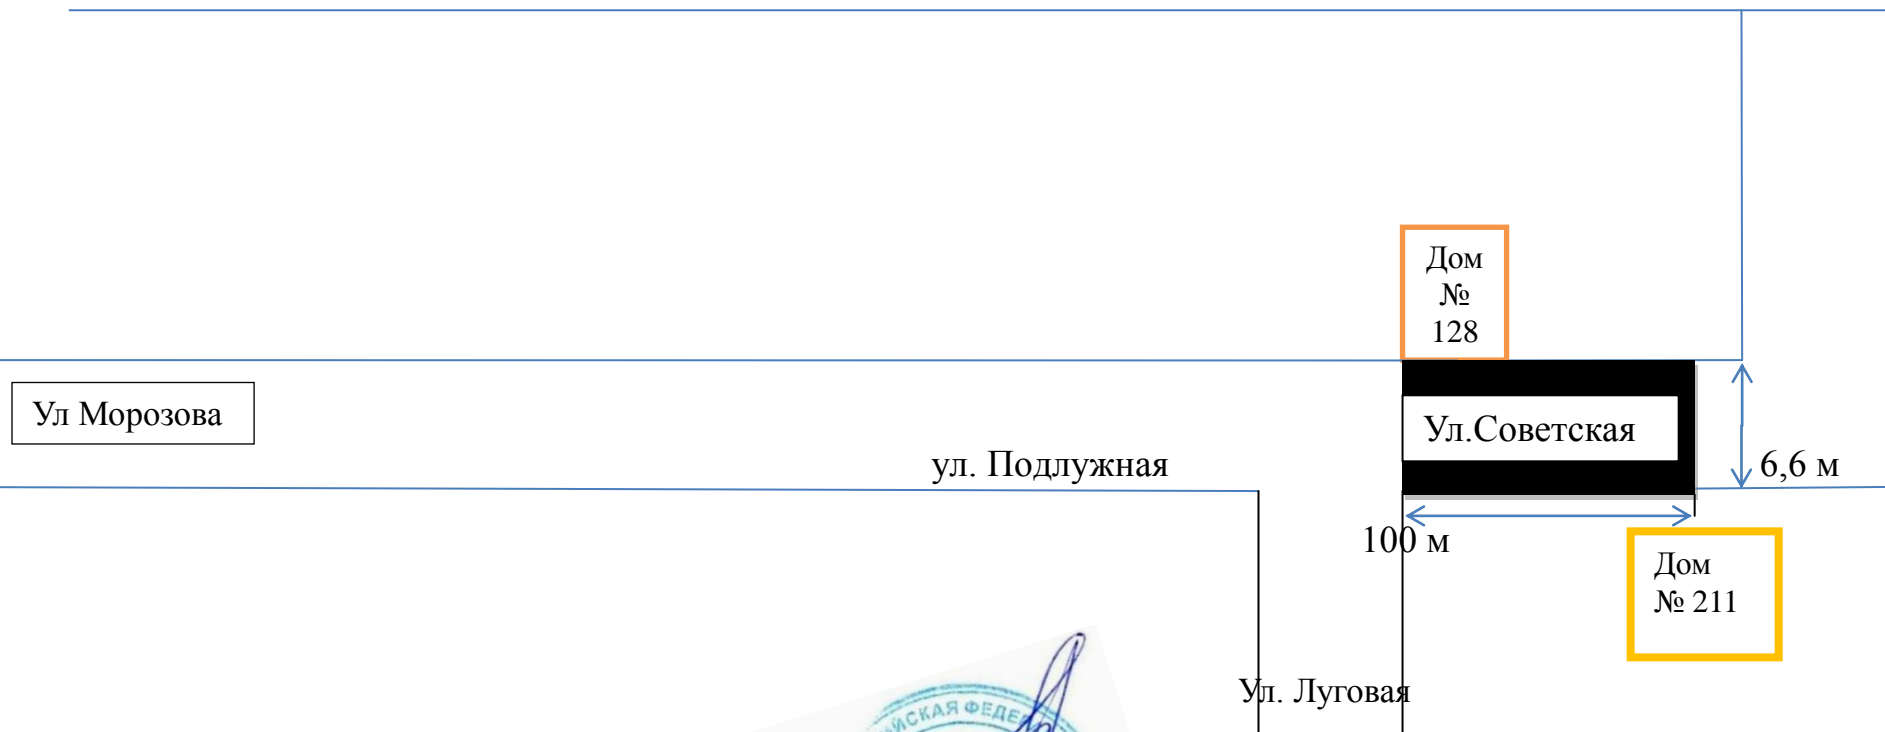 Дом
№
128
Ул Морозова
Ул.Советская
ул. Подлужная
6,6 м
100 м
Дом
№ 211
Ул. Луговая